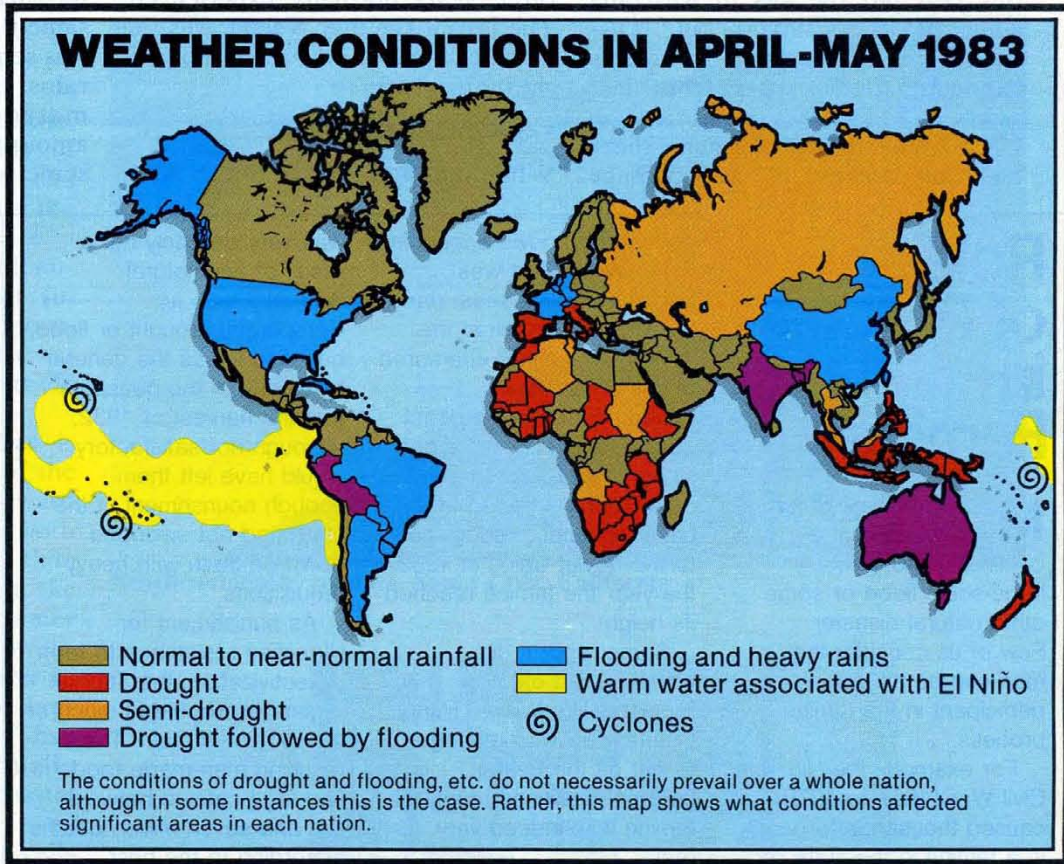 WEATHER CONDITIONS IN APRIL-MAY 1983
Normal to near-normal rainfall
Drought
Semi-drought
Drought followed by flooding
Flooding and heavy rains
Warm water associated with El Niño
Cyclones
The conditions of drought and flooding, etc. do not necessarily prevail over a whole nation,
although in some instances this is the case. Rather, this map shows what conditions affected
significant areas in each nation.